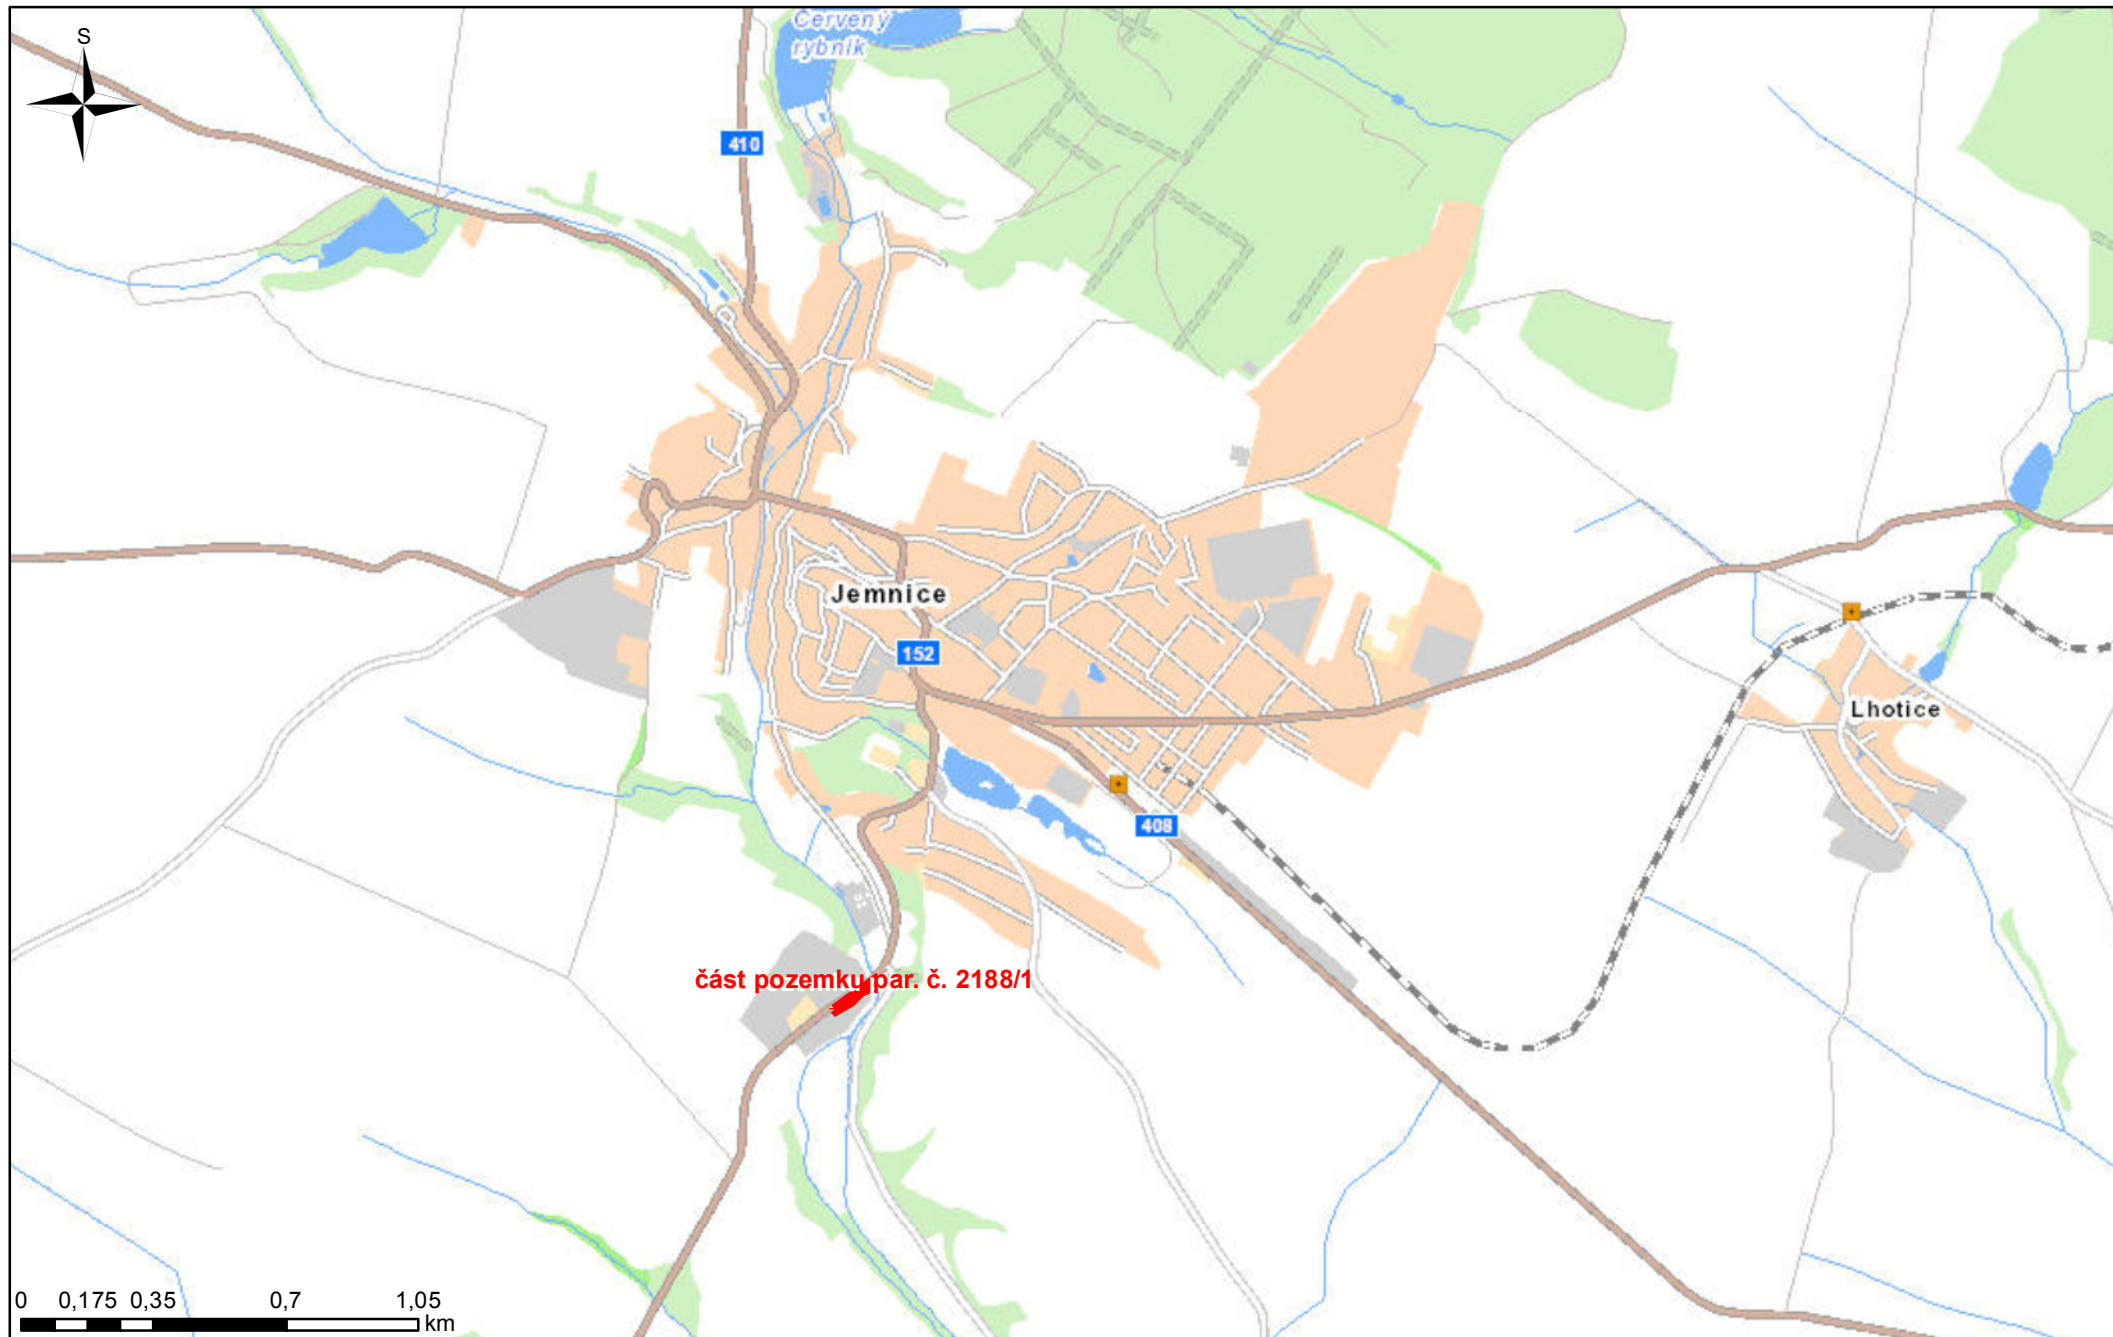 Červený
rybník
S
410
Jemnice
152
Lhotice
408
část pozemku par. č. 2188/1
0 0,175 0,35 0,7 1,05
km